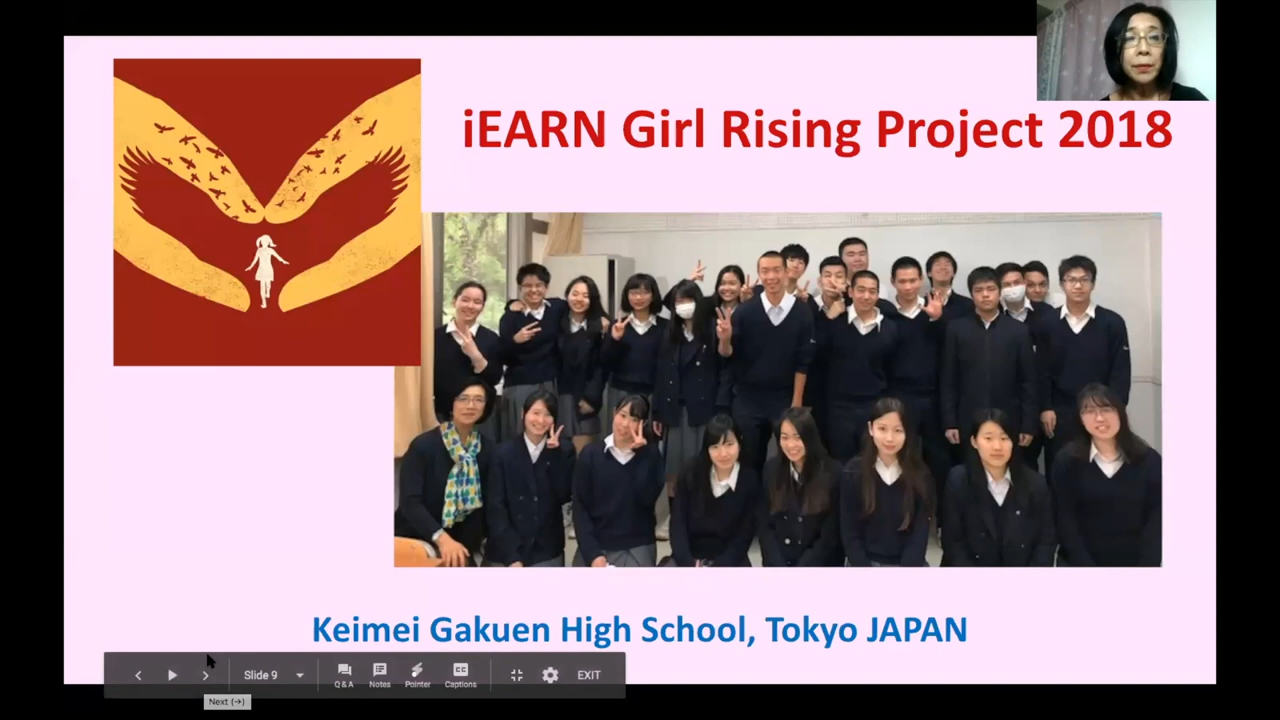 iEARN Girl Rising Project 2018
Keimei Gakuen High School, Tokyo JAPAN
Slide 9
Q & A
Notes
Pointer
Captions
EXIT
Next (→)